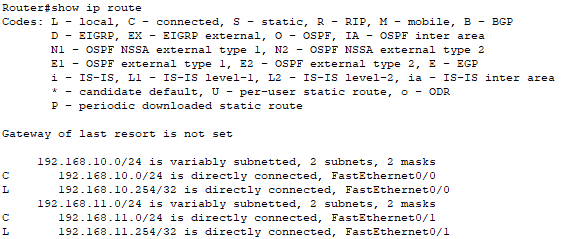 Router#show ip route
Codes: L - local, C - connected, S - static, R - RIP, M - mobile, B - BGP
D - EIGRP, EX - EIGRP external, O - OSPF, IA - OSPF inter area
N1 - OSPF NSSA external type 1, N2 - OSPF NSSA external type 2
E1 - OSPF external type 1, E2 - OSPF external type 2, E - EGP
i - IS-IS, L1 - IS-IS level-1, L2 - IS-IS level-2, ia - IS-IS inter area
* - candidate default, U - per-user static route, o - ODR
P - periodic downloaded static route
Gateway of last resort is not set
192.168.10.0/24 is variably subnetted, 2 subnets, 2 masks
C 192.168.10.0/24 is directly connected, FastEthernet0/0
L 192.168.10.254/32 is directly connected, FastEthernet0/0
192.168.11.0/24 is variably subnetted, 2 subnets, 2 masks
C 192.168.11.0/24 is directly connected, FastEthernet0/1
L 192.168.11.254/32 is directly connected, FastEthernet0/1